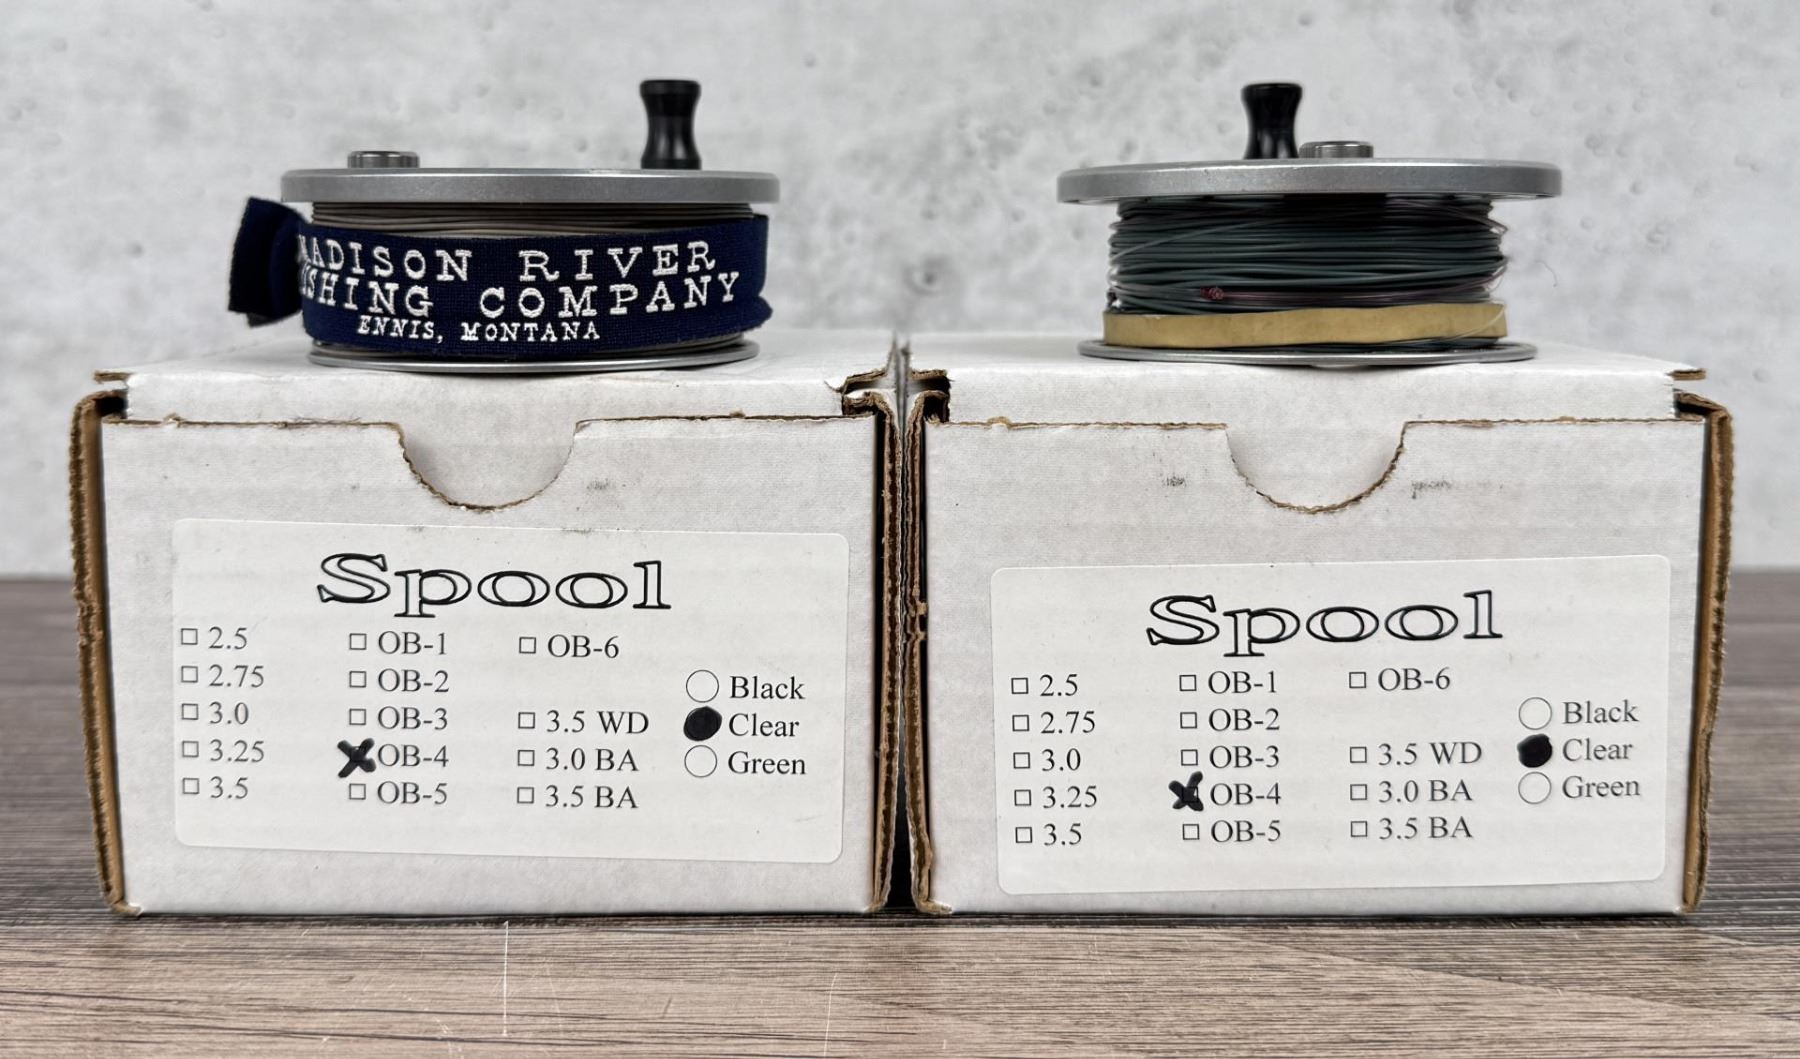 MADISON RIVER
FISHING COMPANY
ENNIS, MONTANA
Spool
2.5
2.75
3.0
3.25
3.5
OB-1
OB-2
OB-3
OB-4
OB-5
OB-6
3.5 WD
3.0 BA
3.5 BA
Black
Clear
Green
Spool
2.5
2.75
3.0
3.25
3.5
OB-1
OB-2
OB-3
OB-4
OB-5
OB-6
3.5 WD
3.0 BA
3.5 BA
Black
Clear
Green